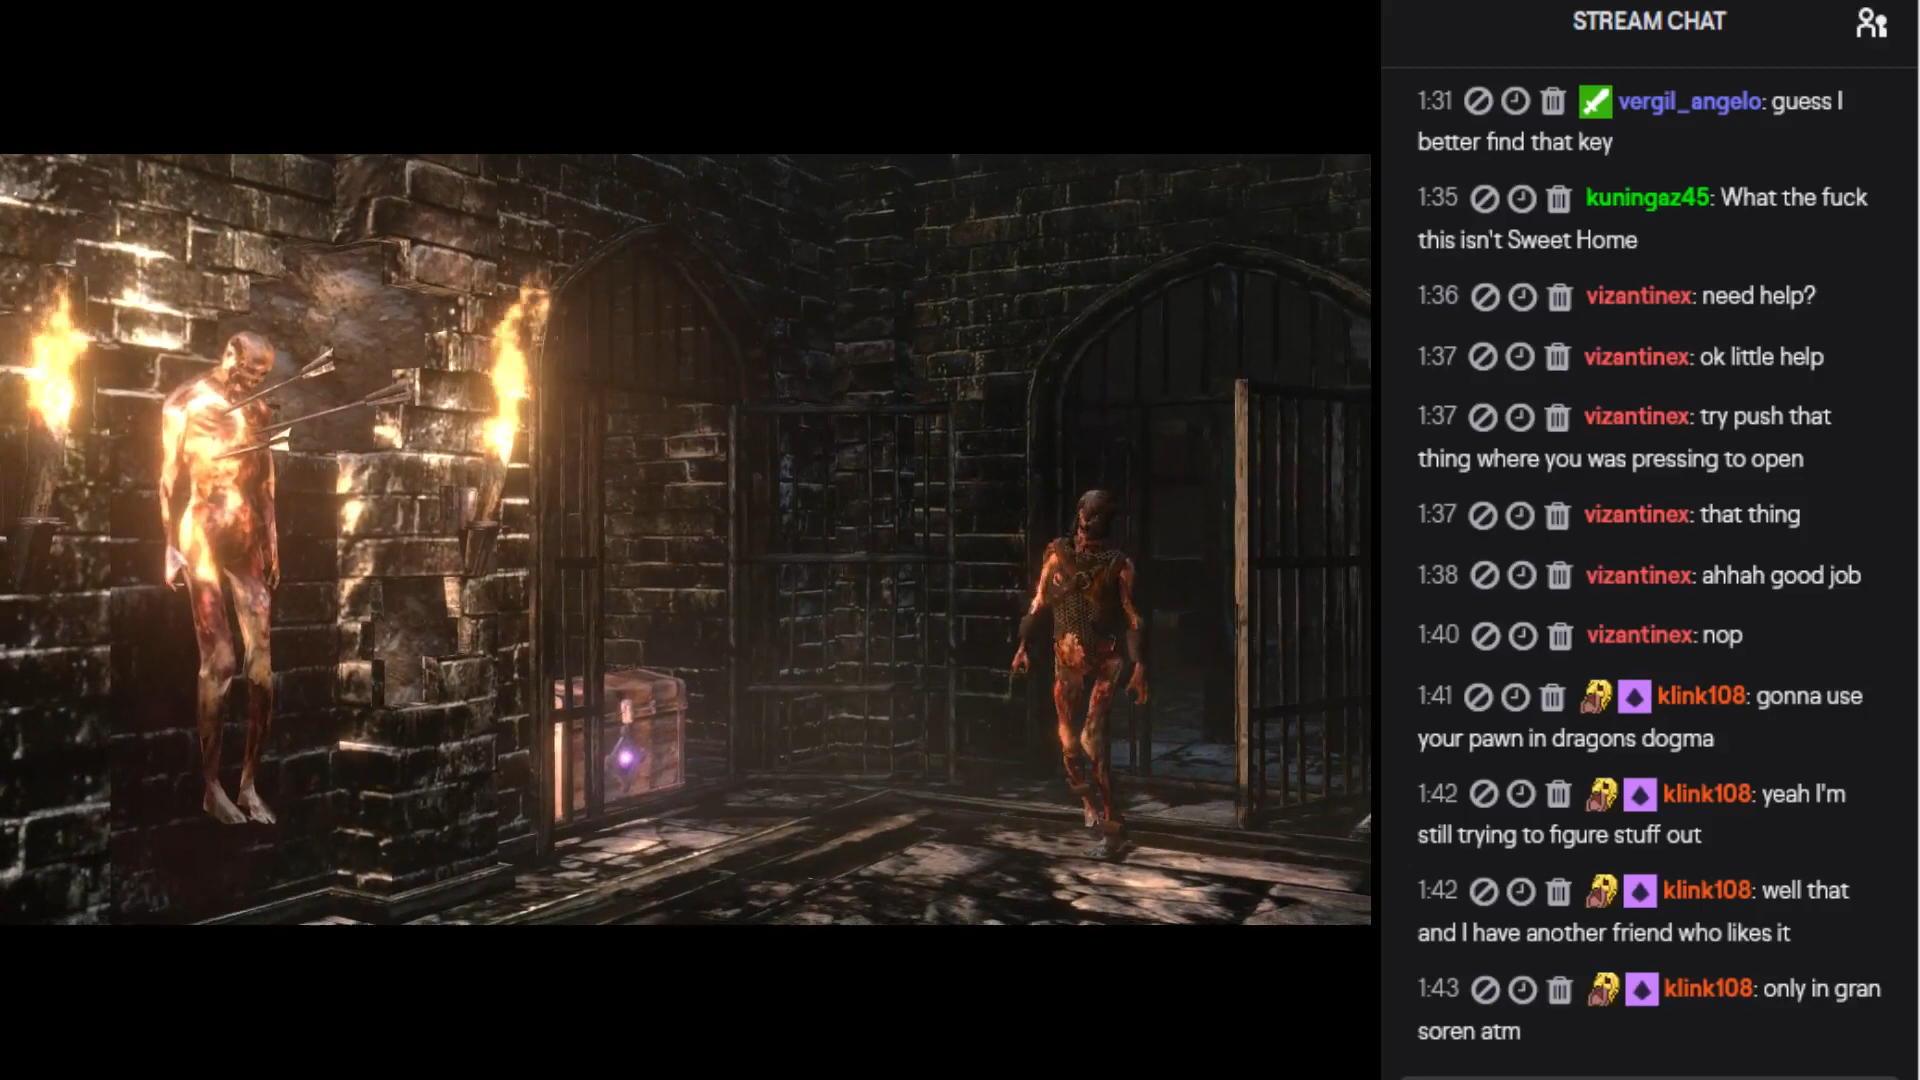 STREAM CHAT
1:31 vergil_angelo: guess I
better find that key
1:35 kuningaz45: What the fuck
this isn't Sweet Home
1:36 vizantinex: need help?
1:37 vizantinex: ok little help
1:37 vizantinex: try push that
thing where you was pressing to open
1:37 vizantinex: that thing
1:38 vizantinex: ahhah good job
1:40 vizantinex: nop
1:41 klink108: gonna use
your pawn in dragons dogma
1:42 klink108: yeah I'm
still trying to figure stuff out
1:42 klink108: well that
and I have another friend who likes it
1:43 klink108: only in gran
soren atm